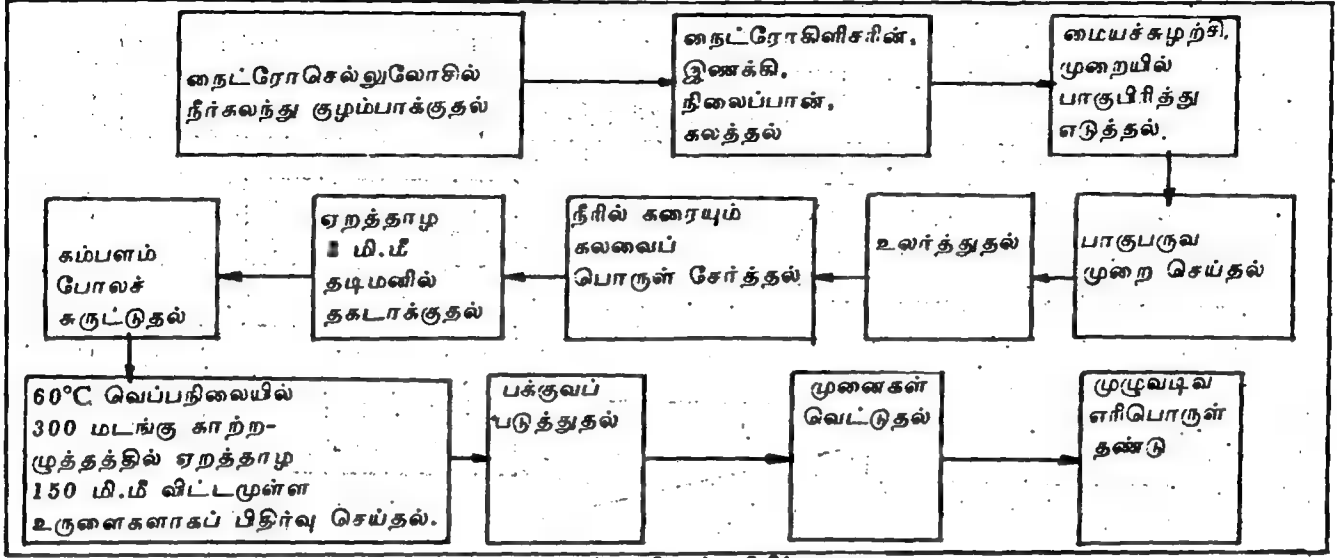 நைட்ரோசெல்லுலோசில்
நீர்கலந்து குழம்பாக்குதல்
நைட்ரோகிளிசரின்,
இணக்கி,
நிலைப்பான்,
கலத்தல்
மையச்சுழற்சி,
முறையில்
பாகுபிரித்து
எடுத்தல்.
பாகுபருவ
முறை செய்தல்
உலர்த்துதல்
நீரில் கரையும்
கலவைப்
பொருள் சேர்த்தல்
ஏறத்தாழ
மி.மீ
தடிமனில்
தகடாக்குதல்
கம்பளம்
போலச்
சுருட்டுதல்
60°C வெப்பநிலையில்
300 மடங்கு காற்ற-
ழுத்தத்தில் ஏறத்தாழ
150 மி.மீ விட்டமுள்ள
உருளைகளாகப் பிதிர்வு செய்தல்.
பக்குவப்
படுத்துதல்
முனைகள்
வெட்டுதல்
முழுவடிவ
எரிபொருள்
தண்டு